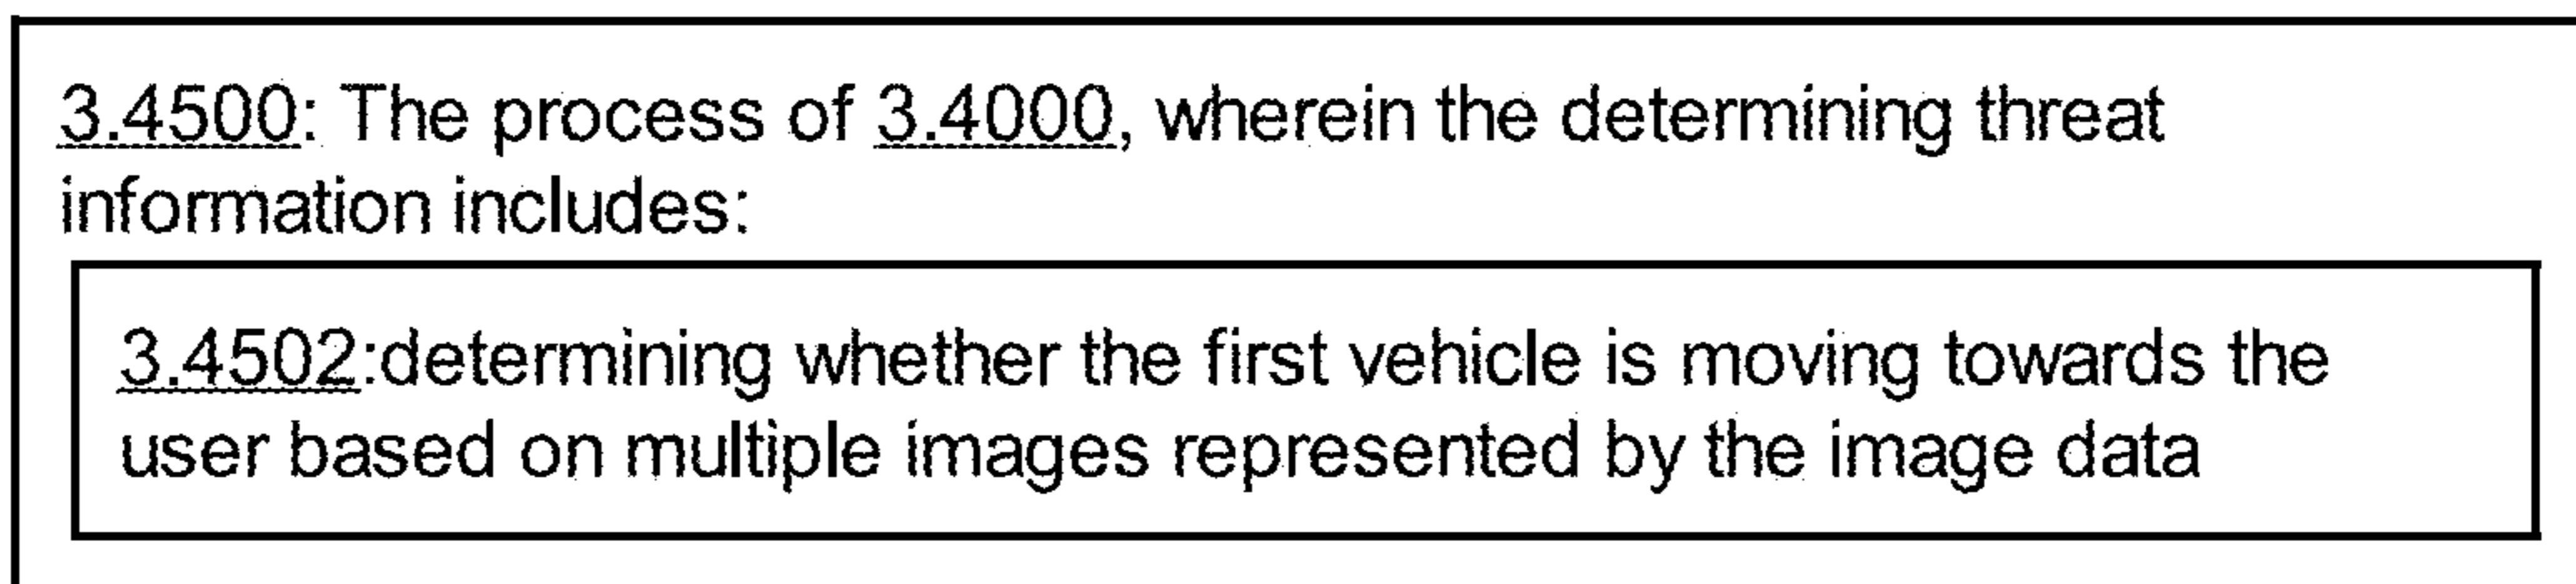 3.4500: The process of 3.4000, wherein the determining threat
information includes:
3.4502:determining whether the first vehicle is moving towards the
user based on multiple images represented by the image data